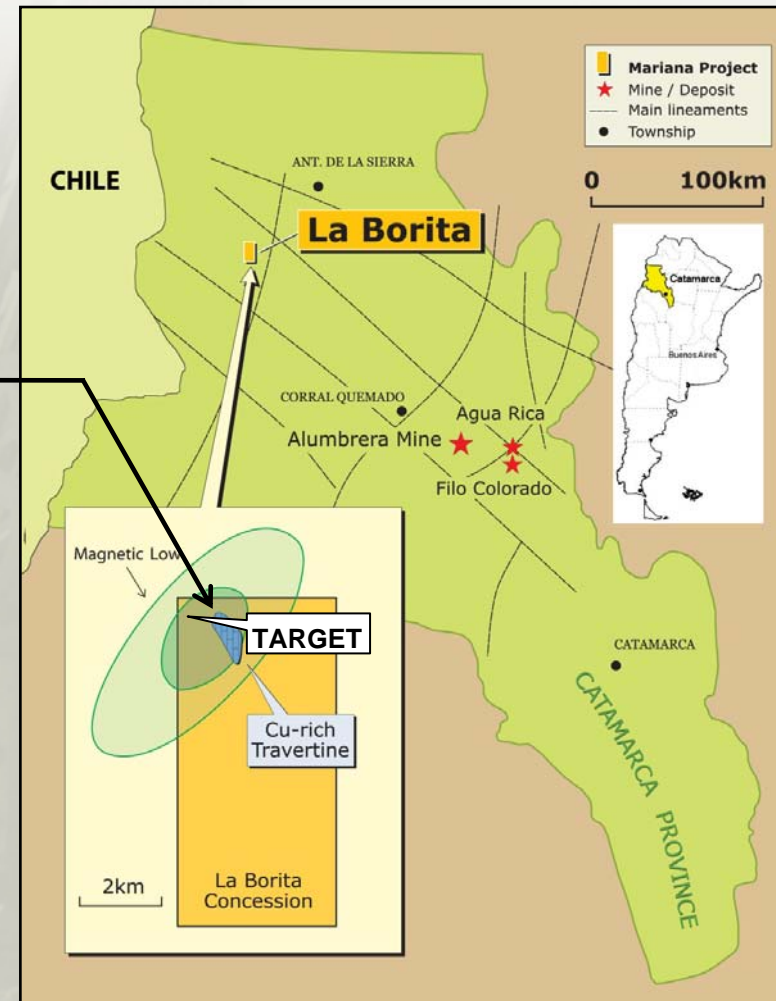 Mariana Project
Mine / Deposit
Main lineaments
Township
0 100km
CHILE
ANT. DE LA SIERRA
La Borita
Catamarca
Buenos Aires
CORRAL QUEMADO
Agua Rica
Alumbrera Mine
Filo Colorado
Magnetic Low
TARGET
Cu-rich
Travertine
2km
La Borita
Concession
CATAMARCA
CATAMARCA PROVINCE